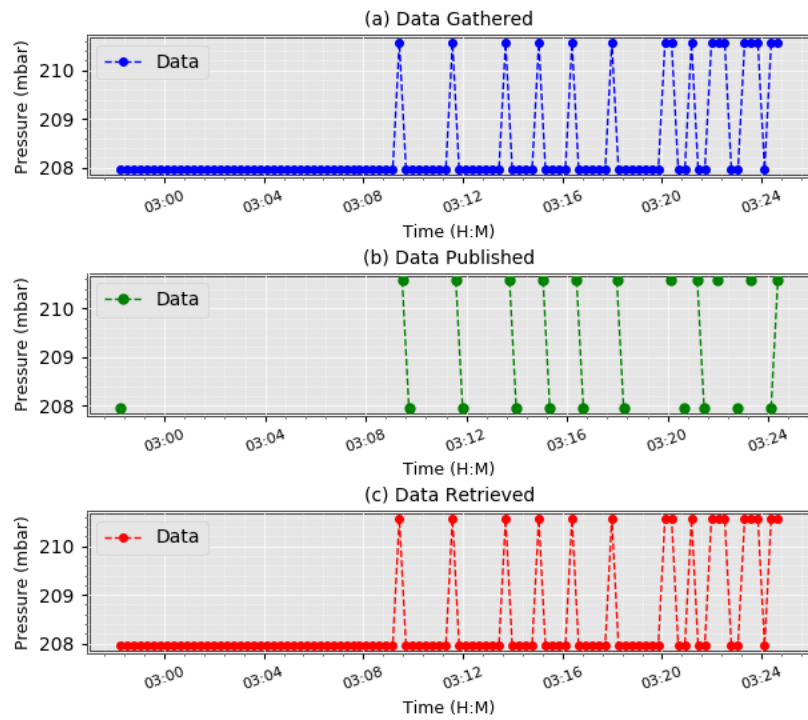 (a) Data Gathered
Pressure (mbar)
210
209
208
Data
03:00 03:04 03:08 03:12 03:16 03:20 03:24
Time (H:M)
(b) Data Published
Pressure (mbar)
210
209
208
Data
03:00 03:04 03:08 03:12 03:16 03:20 03:24
Time (H:M)
(c) Data Retrieved
Pressure (mbar)
210
209
208
Data
03:00 03:04 03:08 03:12 03:16 03:20 03:24
Time (H:M)